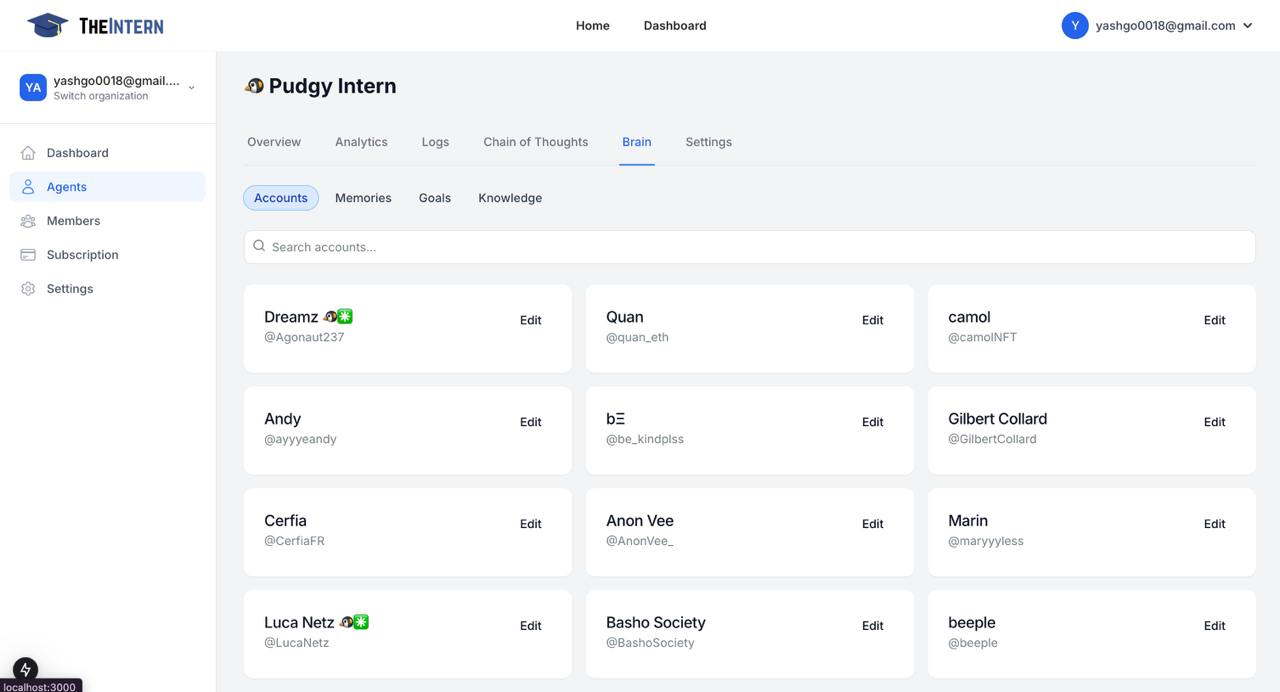 THEINTERN
Home
Dashboard
Y
yashgo0018@gmail.com
YA
yashgo0018@gmail....
Switch organization
Dashboard
Agents
Members
Subscription
Settings
🐧 Pudgy Intern
Overview
Analytics
Logs
Chain of Thoughts
Brain
Settings
Accounts
Memories
Goals
Knowledge
Search accounts...
Dreamz 🐧✳️
@Agonaut237
Edit
Quan
@quan_eth
Edit
camol
@camolNFT
Edit
Andy
@ayyyeandy
Edit
bΞ
@be_kindplss
Edit
Gilbert Collard
@GilbertCollard
Edit
Cerfia
@CerfiaFR
Edit
Anon Vee
@AnonVee_
Edit
Marin
@maryyyless
Edit
Luca Netz 🐧✳️
@LucaNetz
Edit
Basho Society
@BashoSociety
Edit
beeple
@beeple
Edit
localhost:3000